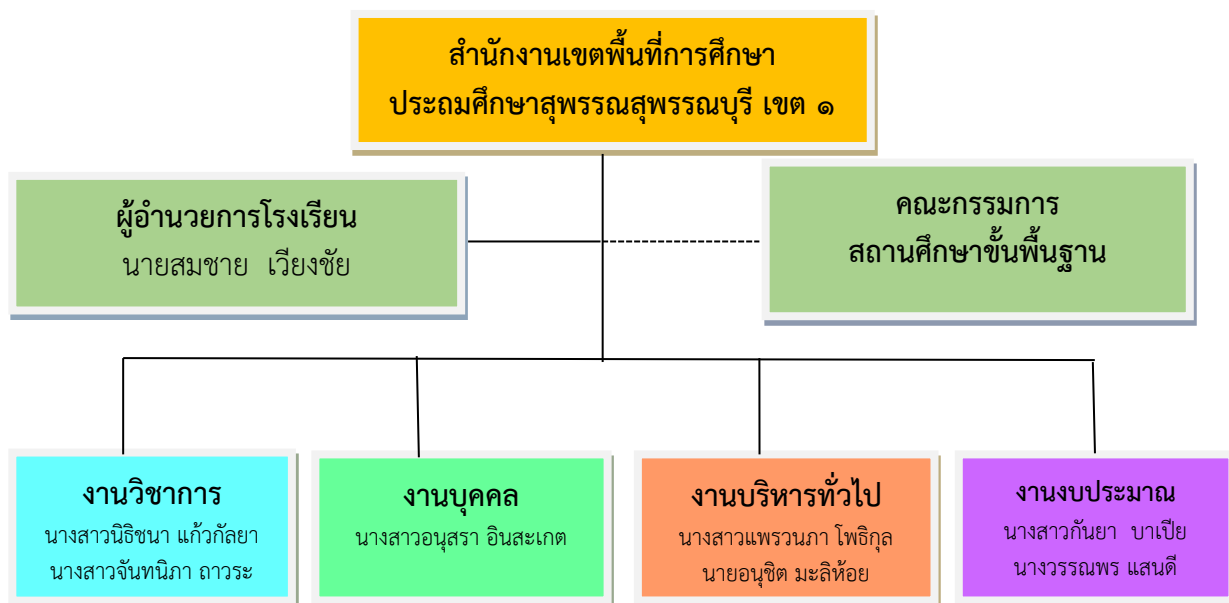 สำนักงานเขตพื้นที่การศึกษา
ประถมศึกษาสุพรรณสุพรรณบุรี เขต ๑
ผู้อำนวยการโรงเรียน
นายสมชาย เวียงชัย
คณะกรรมการ
สถานศึกษาขั้นพื้นฐาน
งานวิชาการ
นางสาวนิธิชนา แก้วกัลยา
นางสาวจันทนิภา ถาวระ
งานบุคคล
นางสาวอนุสรา อินสะเกต
งานบริหารทั่วไป
นางสาวแพรวนภา โพธิกุล
นายอนุชิต มะลิห้อย
งานงบประมาณ
นางสาวกันยา บาเปีย
นางวรรณพร แสนดี